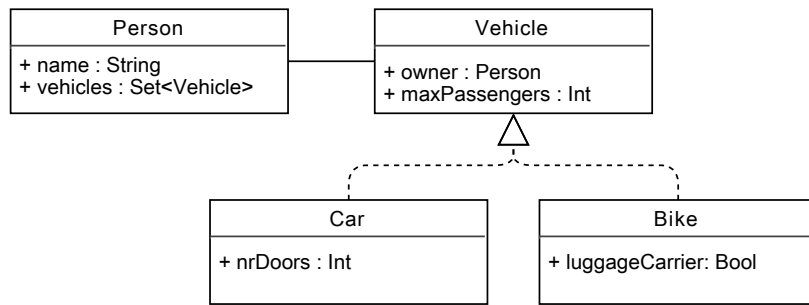 Person
+ name : String
+ vehicles : Set<Vehicle>
Vehicle
+ owner : Person
+ maxPassengers : Int
Car
+ nrDoors : Int
Bike
+ luggageCarrier: Bool